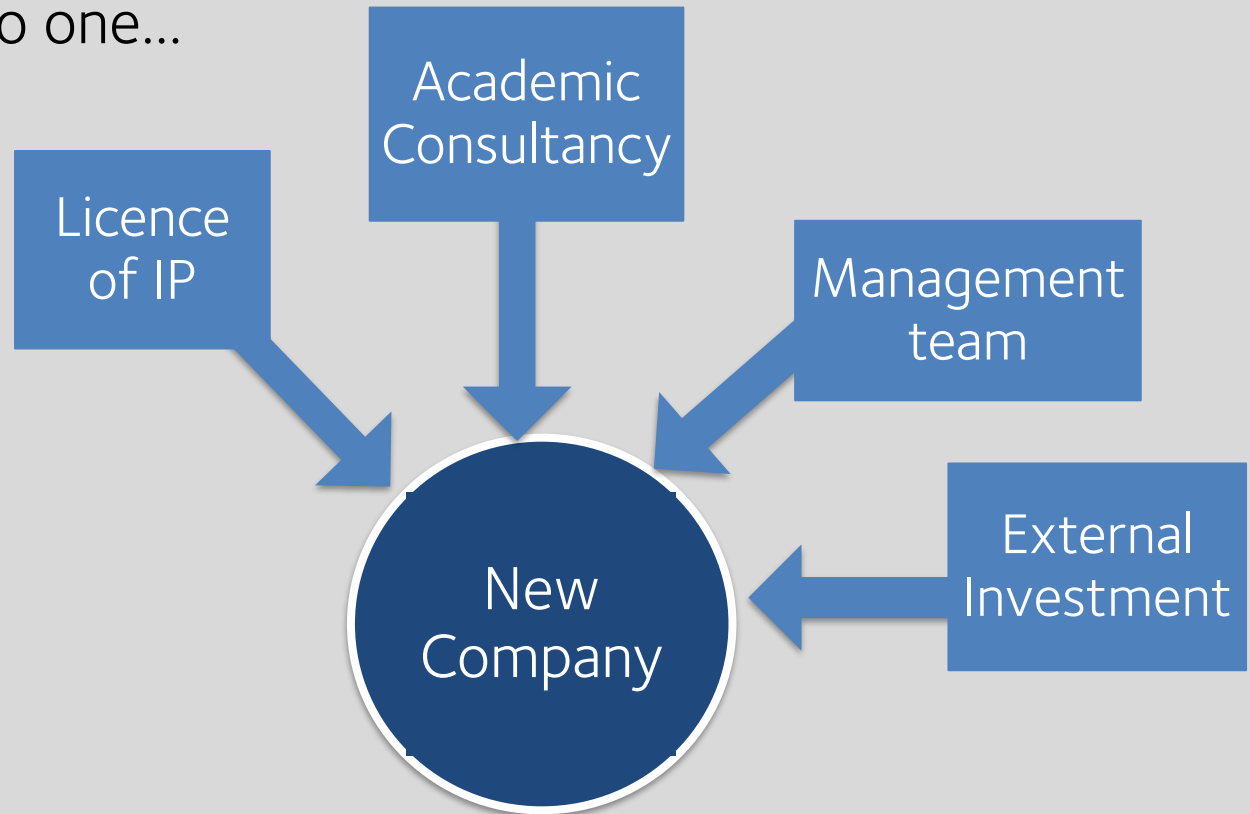 o one...
Academic
Consultancy
Licence
of IP
Management
team
External
Investment
New
Company